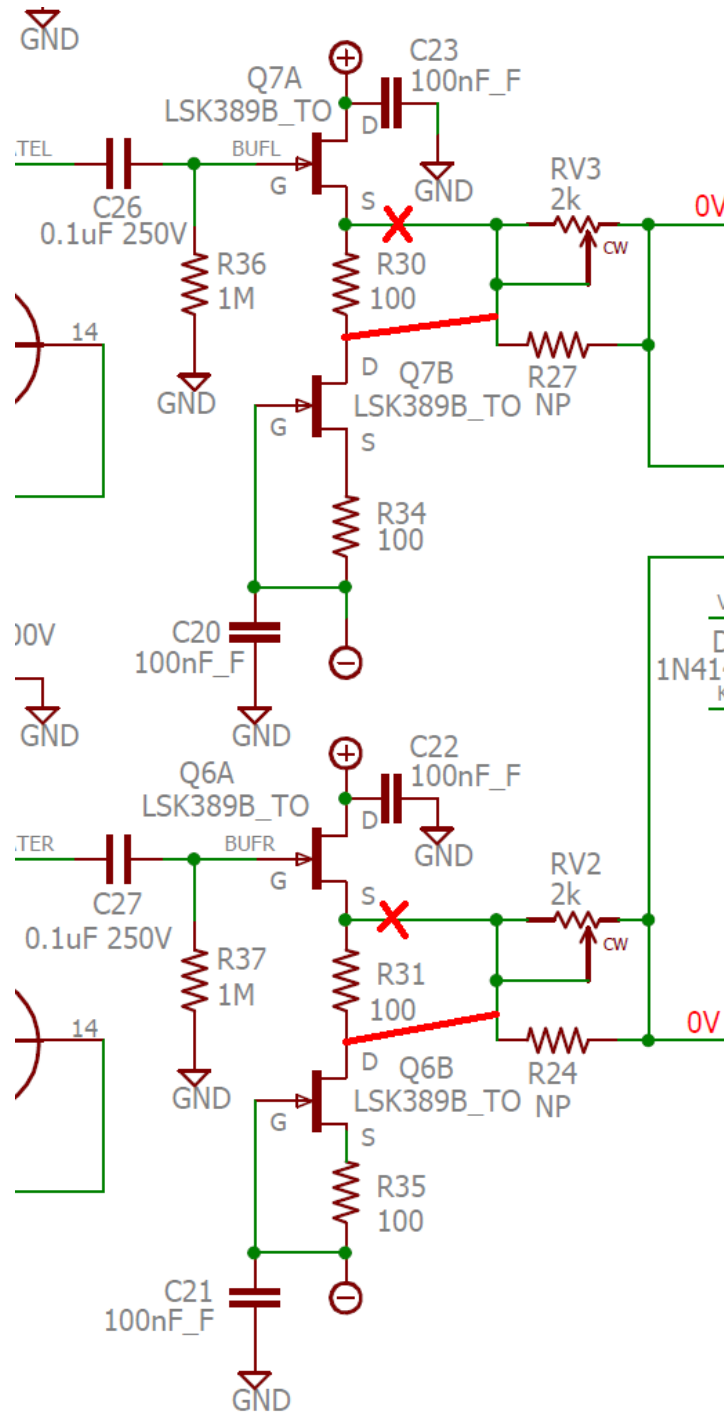 GND
C23
100nF_F
Q7A
LSK389B_TO
D
ATEL
BUFL
G
GND
RV3
2k
0V
C26
0.1uF 250V
S
CW
R36
1M
R30
100
14
GND
D
Q7B
LSK389B_TO
R27
NP
G
S
R34
100
00V
C20
100nF_F
1N41
GND
GND
C22
100nF_F
Q6A
LSK389B_TO
D
ATER
BUFR
G
GND
RV2
2k
C27
0.1uF 250V
S
CW
R37
1M
R31
100
14
0V
GND
D
Q6B
LSK389B_TO
R24
NP
G
S
R35
100
C21
100nF_F
GND